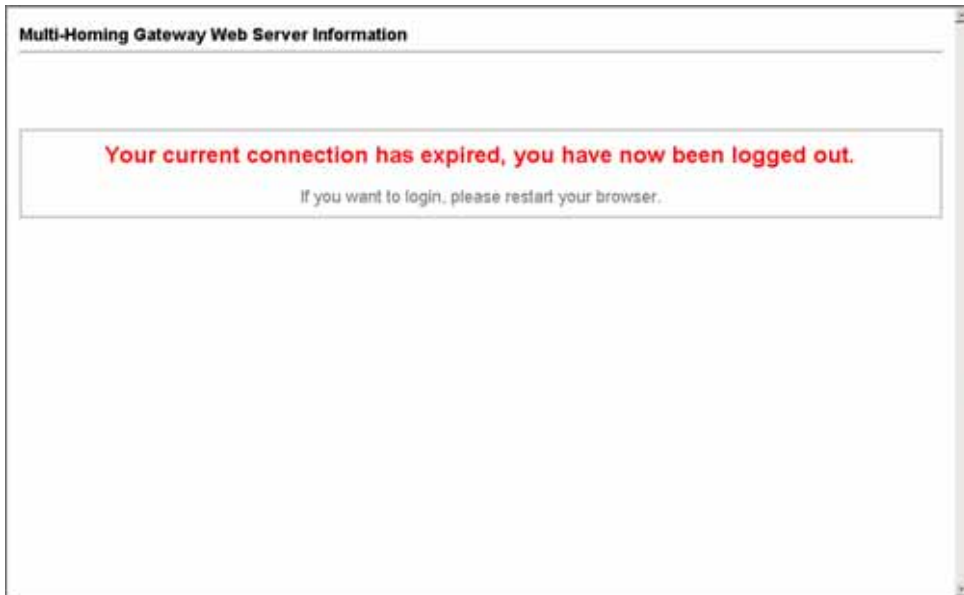 Multi-Homing Gateway Web Server Information
Your current connection has expired, you have now been logged out.
If you want to login, please restart your browser.